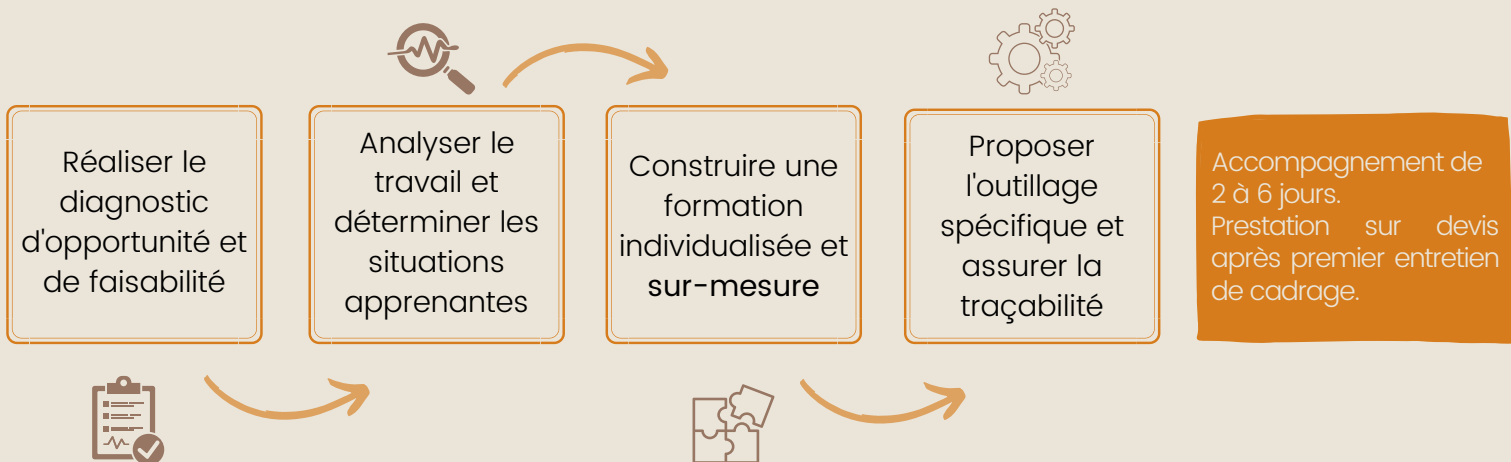 Réaliser le
diagnostic
d'opportunité et
de faisabilité
Analyser le
travail et
déterminer les
situations
apprenantes
Construire une
formation
individualisée et
sur-mesure
Proposer
l'outillage
spécifique et
assurer la
traçabilité
Accompagnement de
2 à 6 jours.
Prestation sur devis
après premier entretien
de cadrage.